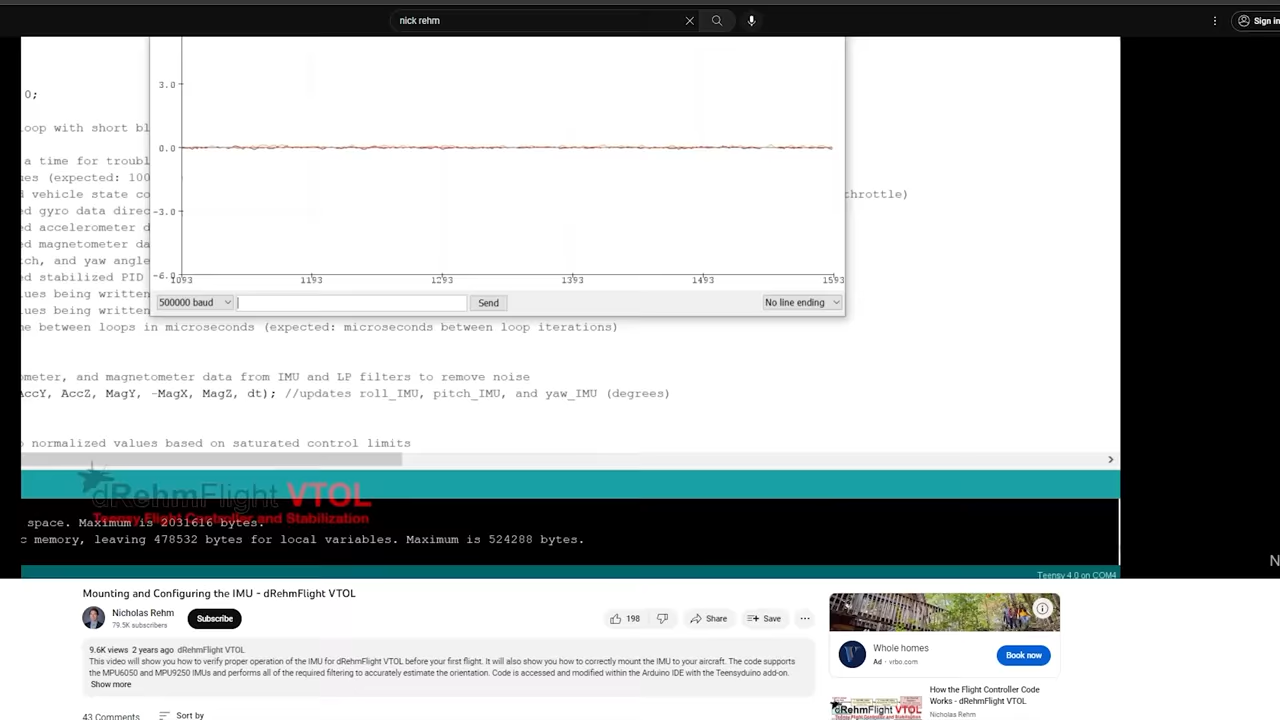 nick rehm
Sign in
3.0
0;
loop with short bl
0.0
a time for troubl
ues (expected: 100
d vehicle state co
throttle)
ed gyro data direc
-3.0
ed accelerometer d
ed magnetometer da
tch, and yaw angle
ed stabilized PID
-6.0
1093 1193 1293 1393 1493 1593
lues being written
500000 baud Send No line ending
lues being written
me between loops in microseconds (expected: microseconds between loop iterations)
ometer, and magnetometer data from IMU and LP filters to remove noise
AccY, AccZ, MagY, -MagX, MagZ, dt); //updates roll_IMU, pitch_IMU, and yaw_IMU (degrees)
o normalized values based on saturated control limits
dRehmFlight VTOL
Teensy Flight Controller and Stabilization
space. Maximum is 2031616 bytes.
c memory, leaving 478532 bytes for local variables. Maximum is 524288 bytes.
Teensy 4.0 on COM4
N
Mounting and Configuring the IMU - dRehmFlight VTOL
Nicholas Rehm
79.5K subscribers
Subscribe
198
Share
Save
9.6K views 2 years ago dRehmFlight VTOL
This video will show you how to verify proper operation of the IMU for dRehmFlight VTOL before your first flight. It will also show you how to correctly mount the IMU to your aircraft. The code supports
the MPU6050 and MPU9250 IMUs and performs all of the required filtering to accurately estimate the orientation. Code is accessed and modified within the Arduino IDE with the Teensyduino add-on.
Show more
43 Comments
Sort by
Whole homes
Ad · vrbo.com
Book now
How the Flight Controller Code
Works - dRehmFlight VTOL
Nicholas Rehm
dRehmFlight VTOL